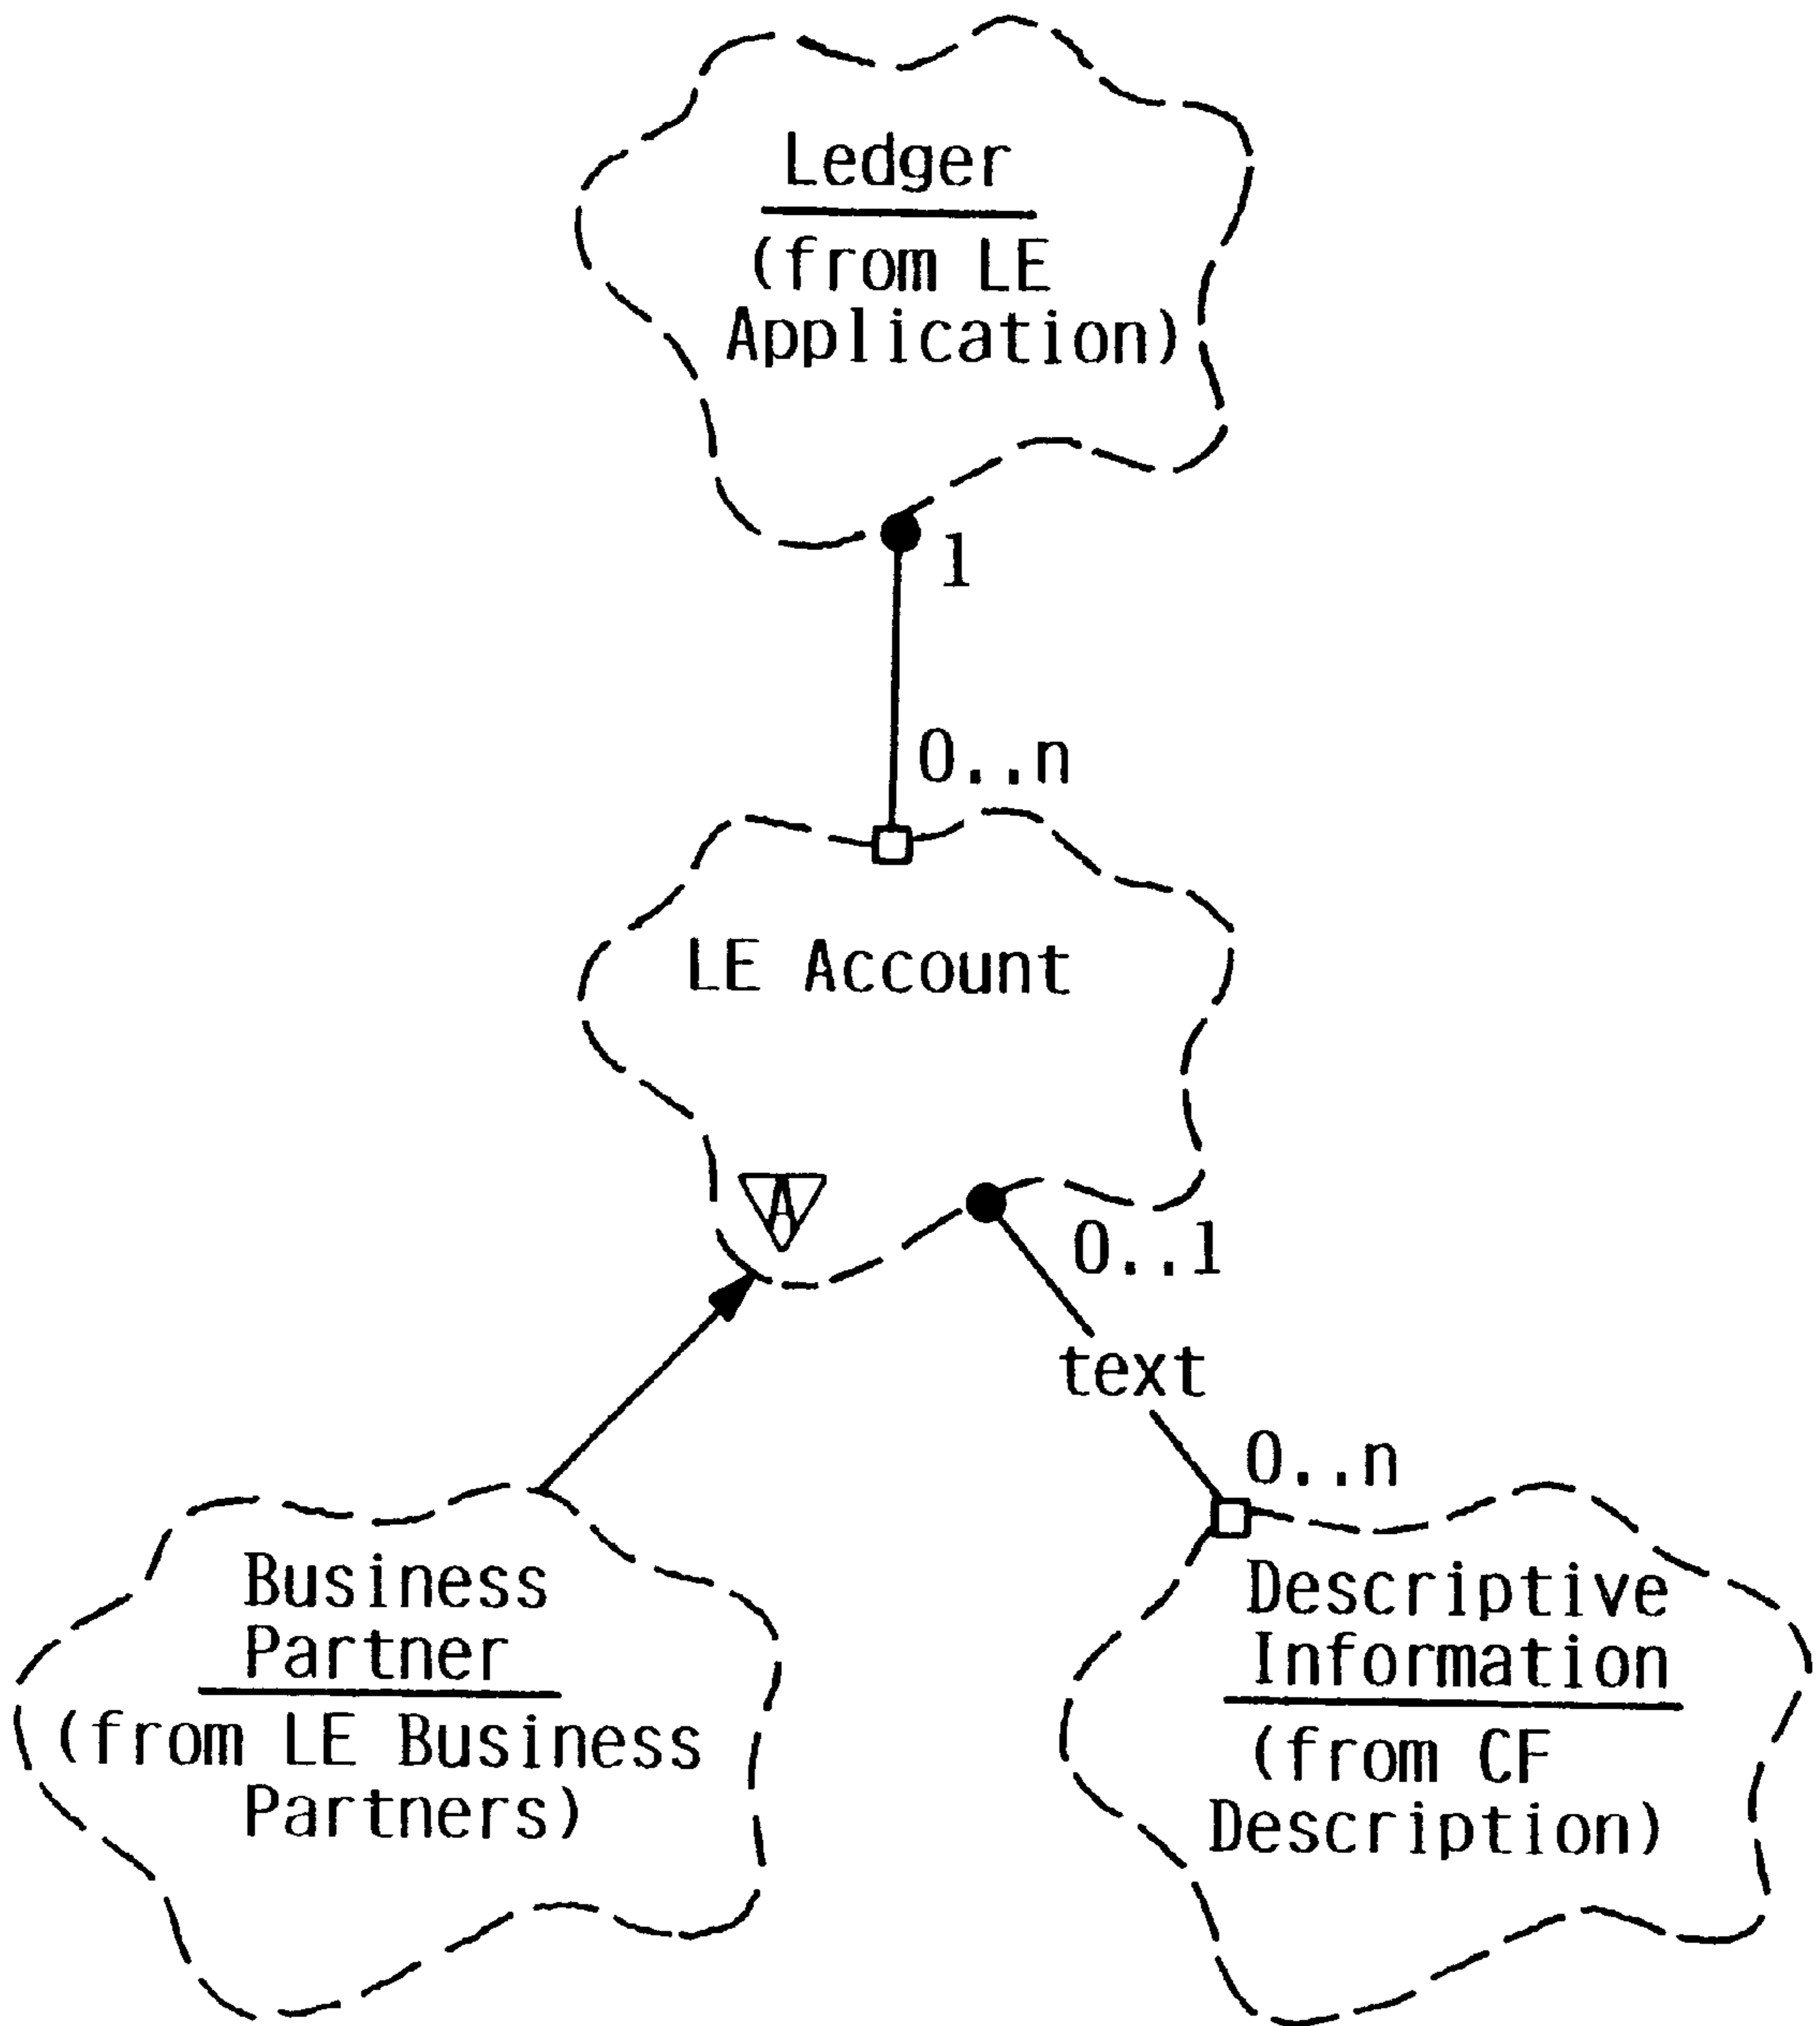 Ledger
(from LE
Application)
1
0..n
LE Account
A
0..1
text
0..n
Business
Partner
(from LE Business
Partners)
Descriptive
Information
(from CF
Description)